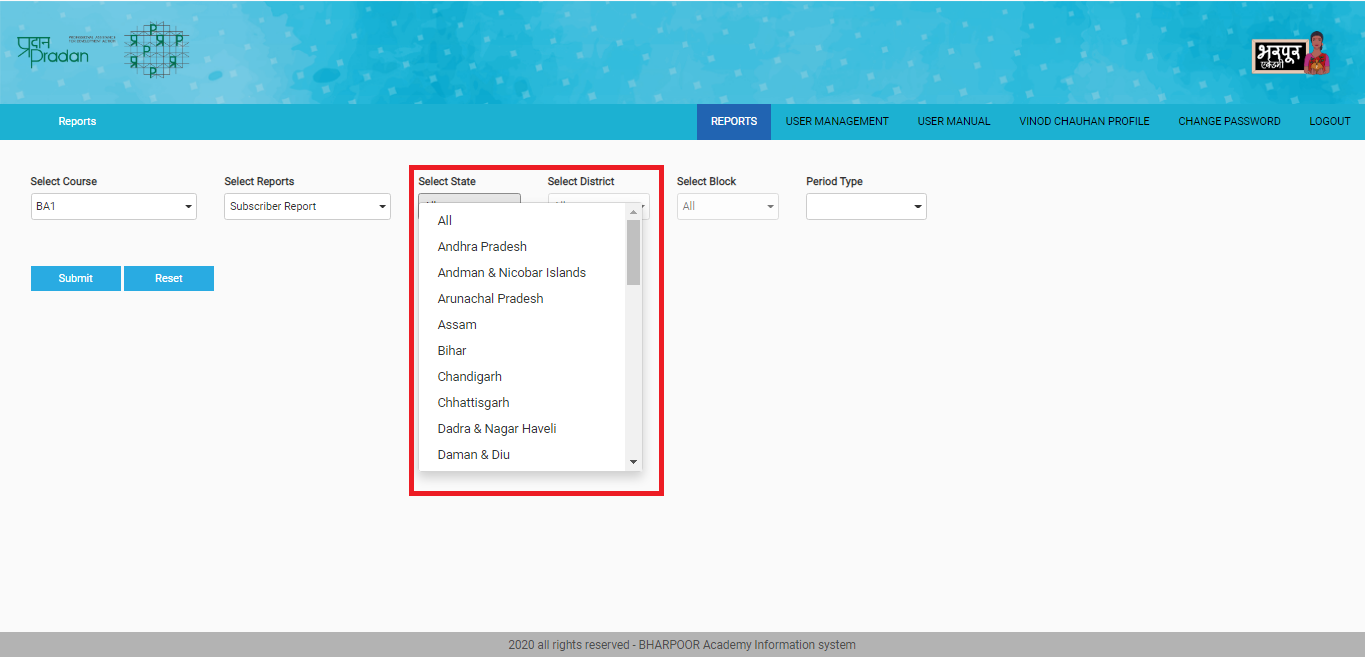 प्रदान
Pradan
PROFESSIONAL ASSISTANCE
FOR DEVELOPMENT ACTION
भरपूर
एकेडमी
Reports
REPORTS USER MANAGEMENT USER MANUAL VINOD CHAUHAN PROFILE CHANGE PASSWORD LOGOUT
Select Course Select Reports Select State Select District Select Block Period Type
BA1 Subscriber Report All All All
All
Andhra Pradesh
Andman & Nicobar Islands
Arunachal Pradesh
Assam
Bihar
Chandigarh
Chhattisgarh
Dadra & Nagar Haveli
Daman & Diu
Submit Reset
2020 all rights reserved - BHARPOOR Academy Information system